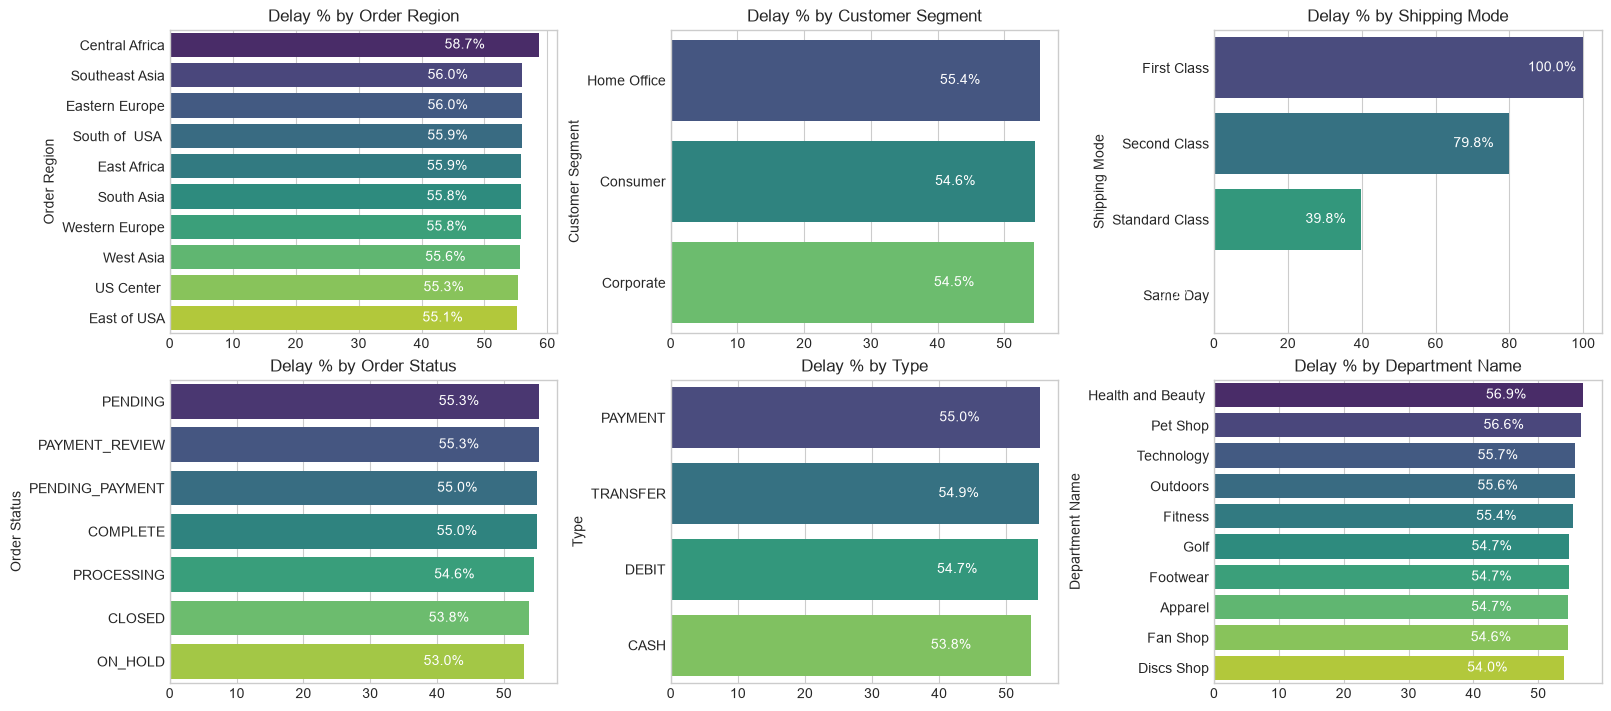 Delay % by Order Region
Order Region
Central Africa 58.7%
Southeast Asia 56.0%
Eastern Europe 56.0%
South of  USA 55.9%
East Africa 55.9%
South Asia 55.8%
Western Europe 55.8%
West Asia 55.6%
US Center 55.3%
East of USA 55.1%
0 10 20 30 40 50 60
Delay % by Customer Segment
Customer Segment
Home Office 55.4%
Consumer 54.6%
Corporate 54.5%
0 10 20 30 40 50
Delay % by Shipping Mode
Shipping Mode
First Class 100.0%
Second Class 79.8%
Standard Class 39.8%
Same Day
0 20 40 60 80 100
Delay % by Order Status
Order Status
PENDING 55.3%
PAYMENT_REVIEW 55.3%
PENDING_PAYMENT 55.0%
COMPLETE 55.0%
PROCESSING 54.6%
CLOSED 53.8%
ON_HOLD 53.0%
0 10 20 30 40 50
Delay % by Type
Type
PAYMENT 55.0%
TRANSFER 54.9%
DEBIT 54.7%
CASH 53.8%
0 10 20 30 40 50
Delay % by Department Name
Department Name
Health and Beauty 56.9%
Pet Shop 56.6%
Technology 55.7%
Outdoors 55.6%
Fitness 55.4%
Golf 54.7%
Footwear 54.7%
Apparel 54.7%
Fan Shop 54.6%
Discs Shop 54.0%
0 10 20 30 40 50